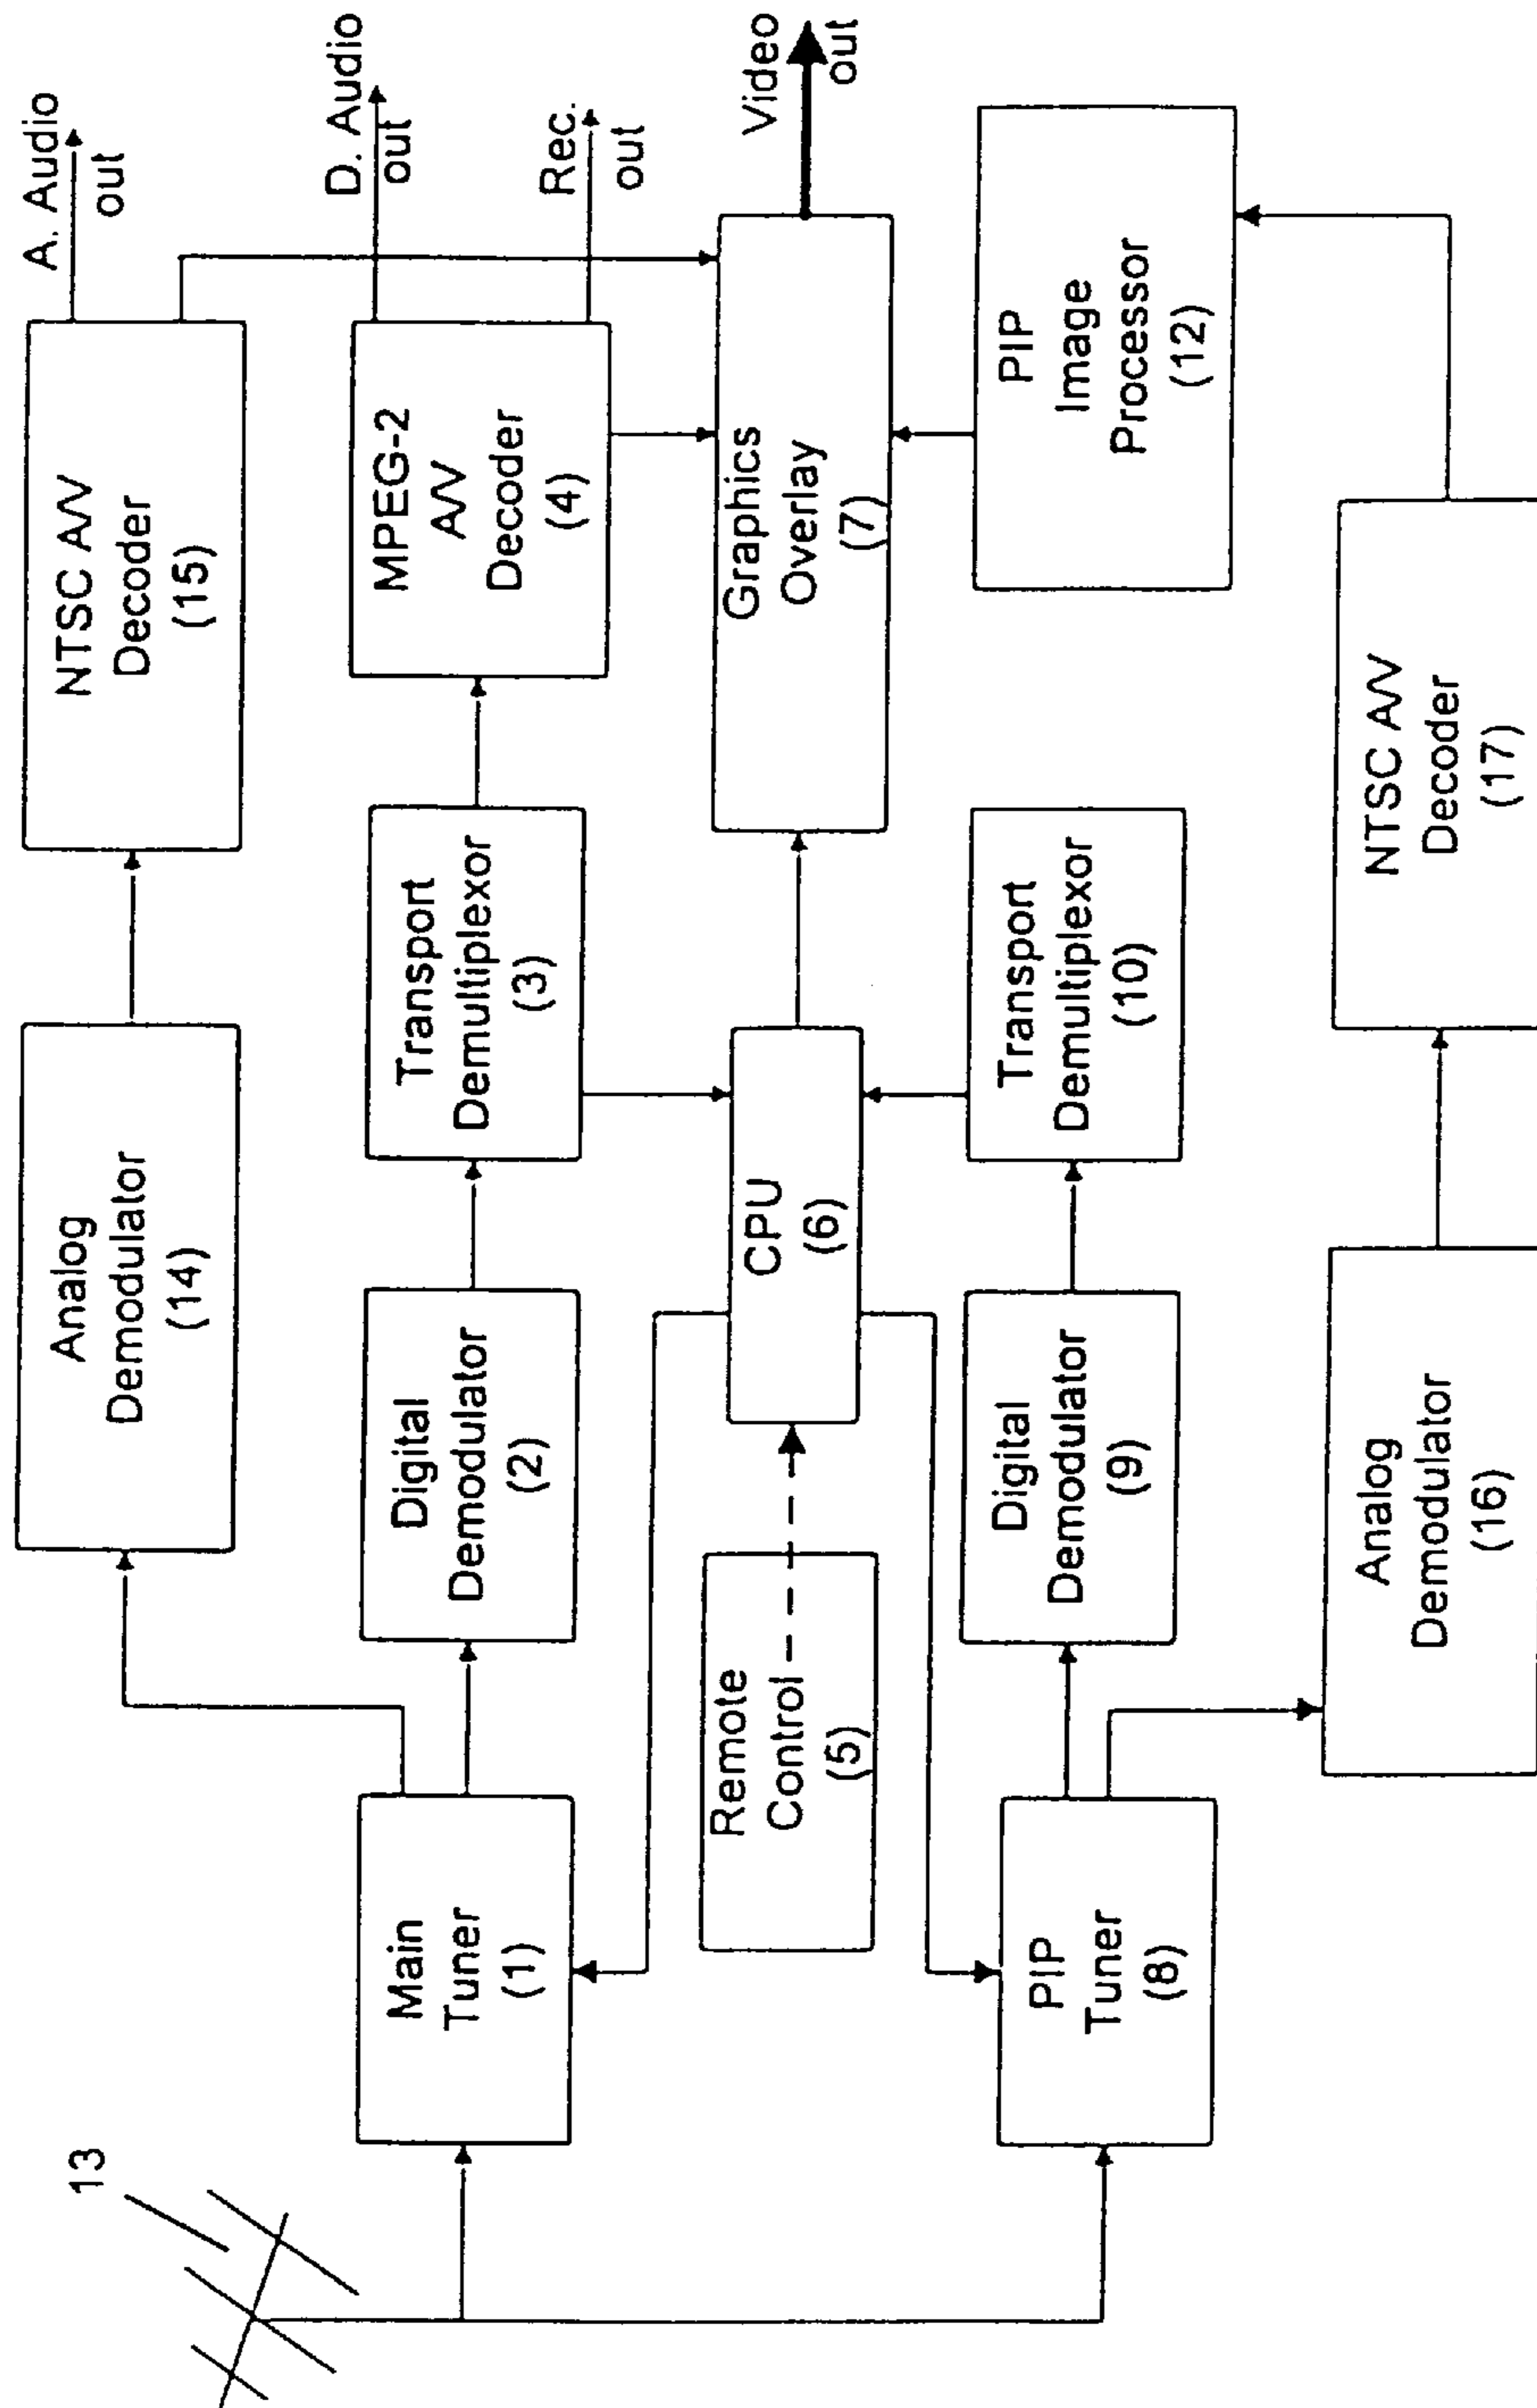 A. Audio
out
NTSC A/V
Decoder
(15)
Analog
Demodulator
(14)
D. Audio
out
Rec.
out
MPEG-2
A/V
Decoder
(4)
Transport
Demultiplexor
(3)
Digital
Demodulator
(2)
Main
Tuner
(1)
13
Video
out
Graphics
Overlay
(7)
CPU
(6)
Remote
Control
(5)
PIP
Image
Processor
(12)
Transport
Demultiplexor
(10)
Digital
Demodulator
(9)
PIP
Tuner
(8)
NTSC A/V
Decoder
(17)
Analog
Demodulator
(16)